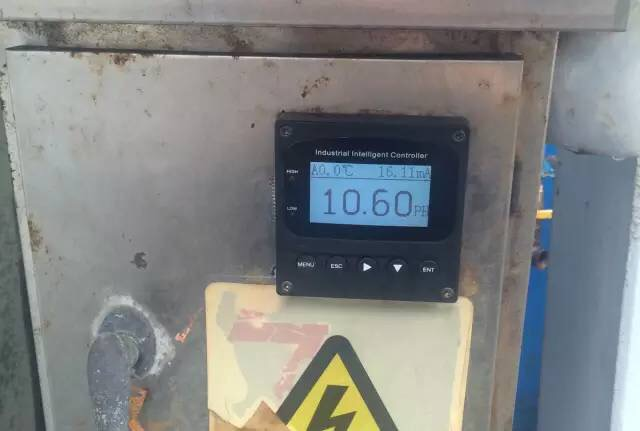 Industrial Intelligent Controller
HIGH
A0.0℃ 16.11mA
10.60PH
LOW
MENU ESC ENT